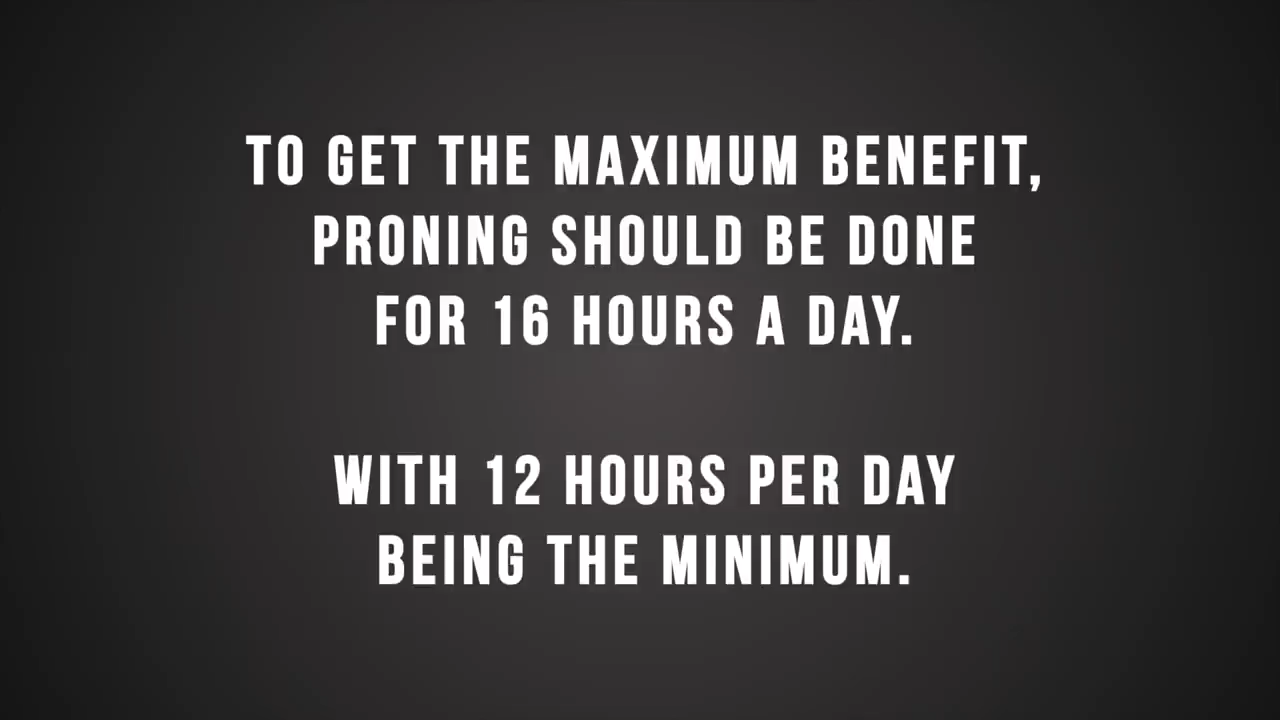 TO GET THE MAXIMUM BENEFIT,
PRONING SHOULD BE DONE
FOR 16 HOURS A DAY.
WITH 12 HOURS PER DAY
BEING THE MINIMUM.